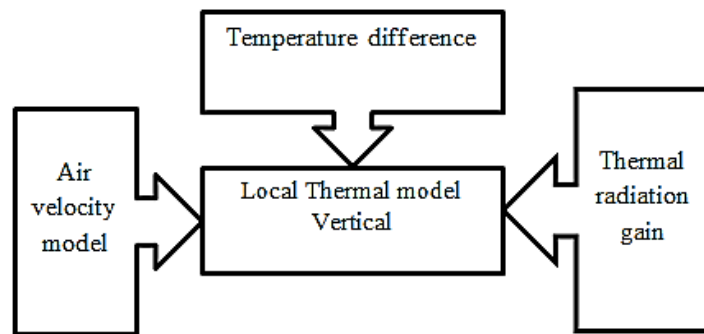 Temperature difference
Air
velocity
model
Local Thermal model
Vertical
Thermal
radiation
gain